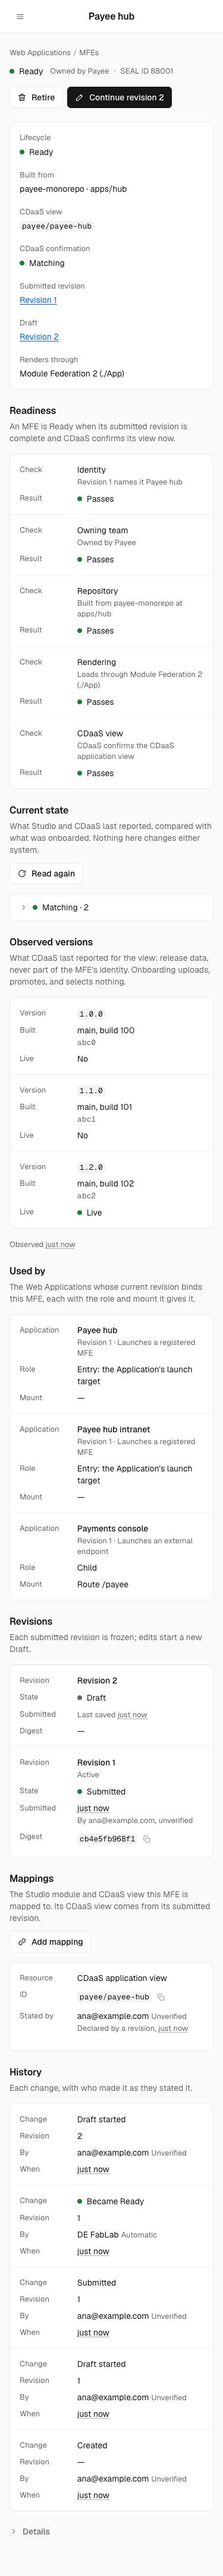 Payee hub
Web Applications / MFEs
Ready Owned by Payee · SEAL ID 88001
Retire
Continue revision 2
Lifecycle
Ready
Built from
payee-monorepo · apps/hub
CDaaS view
payee/payee-hub
CDaaS confirmation
Matching
Submitted revision
Revision 1
Draft
Revision 2
Renders through
Module Federation 2 (./App)
Readiness
An MFE is Ready when its submitted revision is
complete and CDaaS confirms its view now.
Check Identity
Revision 1 names it Payee hub
Result Passes
Check Owning team
Owned by Payee
Result Passes
Check Repository
Built from payee-monorepo at
apps/hub
Result Passes
Check Rendering
Loads through Module Federation 2
(./App)
Result Passes
Check CDaaS view
CDaaS confirms the CDaaS
application view
Result Passes
Current state
What Studio and CDaaS last reported, compared with
what was onboarded. Nothing here changes either
system.
Read again
Matching · 2
Observed versions
What CDaaS last reported for the view: release data,
never part of the MFE's identity. Onboarding uploads,
promotes, and selects nothing.
Version 1.0.0
Built main, build 100
abc0
Live No
Version 1.1.0
Built main, build 101
abc1
Live No
Version 1.2.0
Built main, build 102
abc2
Live Live
Observed just now
Used by
The Web Applications whose current revision binds
this MFE, each with the role and mount it gives it.
Application Payee hub
Revision 1 · Launches a registered
MFE
Role Entry: the Application's launch
target
Mount —
Application Payee hub intranet
Revision 1 · Launches a registered
MFE
Role Entry: the Application's launch
target
Mount —
Application Payments console
Revision 1 · Launches an external
endpoint
Role Child
Mount Route /payee
Revisions
Each submitted revision is frozen; edits start a new
Draft.
Revision Revision 2
State Draft
Submitted Last saved just now
Digest —
Revision Revision 1
Active
State Submitted
Submitted just now
By ana@example.com, unverified
Digest cb4e5fb968f1
Mappings
The Studio module and CDaaS view this MFE is
mapped to. Its CDaaS view comes from its submitted
revision.
Add mapping
Resource CDaaS application view
ID payee/payee-hub
Stated by ana@example.com Unverified
Declared by a revision, just now
History
Each change, with who made it as they stated it.
Change Draft started
Revision 2
By ana@example.com Unverified
When just now
Change Became Ready
Revision 1
By DE FabLab Automatic
When just now
Change Submitted
Revision 1
By ana@example.com Unverified
When just now
Change Draft started
Revision 1
By ana@example.com Unverified
When just now
Change Created
Revision —
By ana@example.com Unverified
When just now
Details